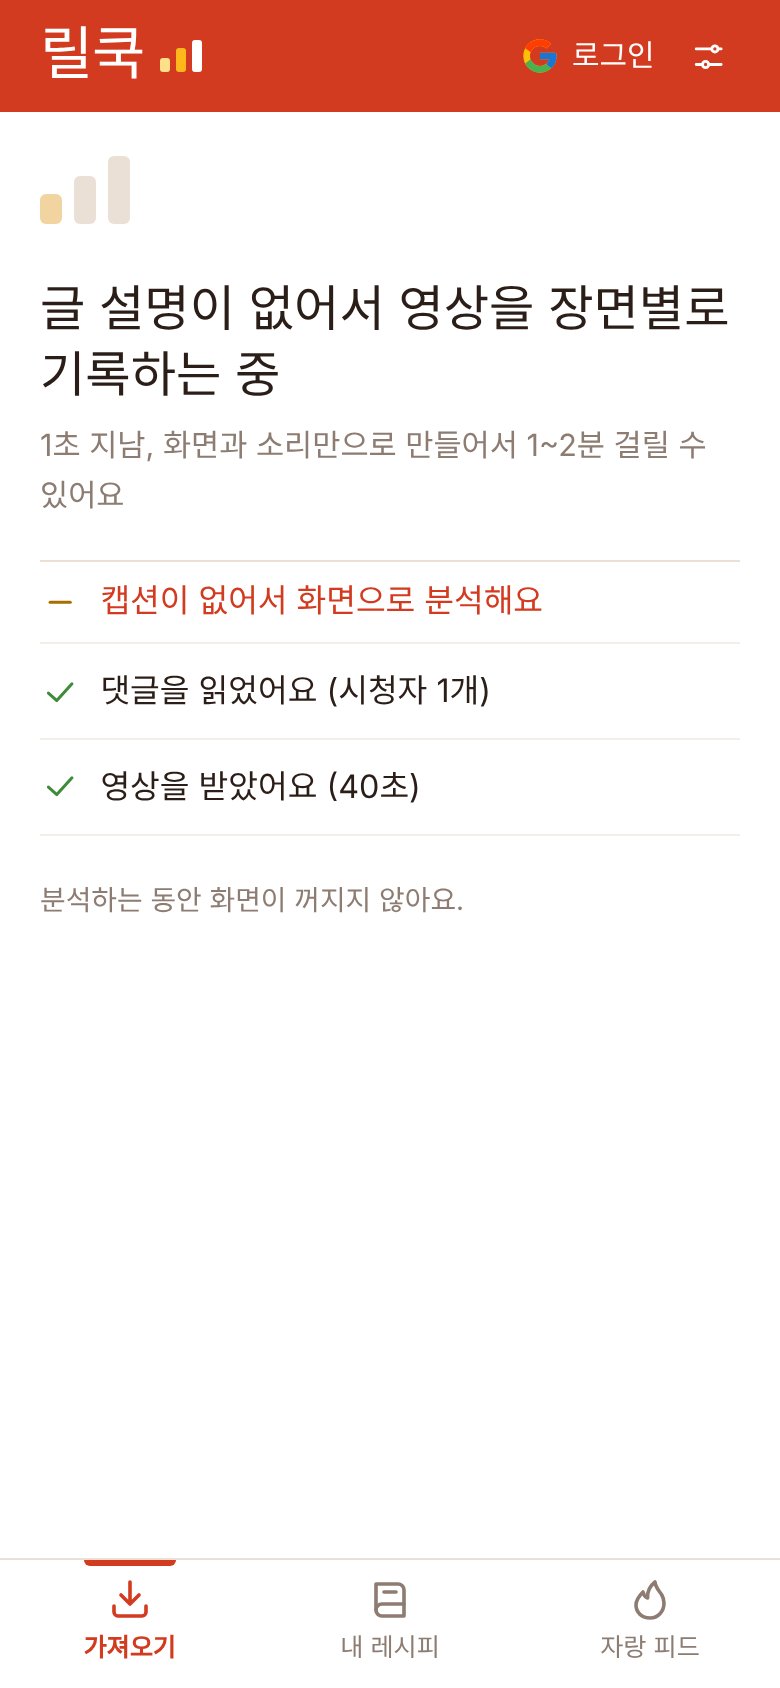 릴쿡
로그인
글 설명이 없어서 영상을 장면별로
기록하는 중
1초 지남, 화면과 소리만으로 만들어서 1~2분 걸릴 수
있어요
캡션이 없어서 화면으로 분석해요
댓글을 읽었어요 (시청자 1개)
영상을 받았어요 (40초)
분석하는 동안 화면이 꺼지지 않아요.
가져오기
내 레시피
자랑 피드